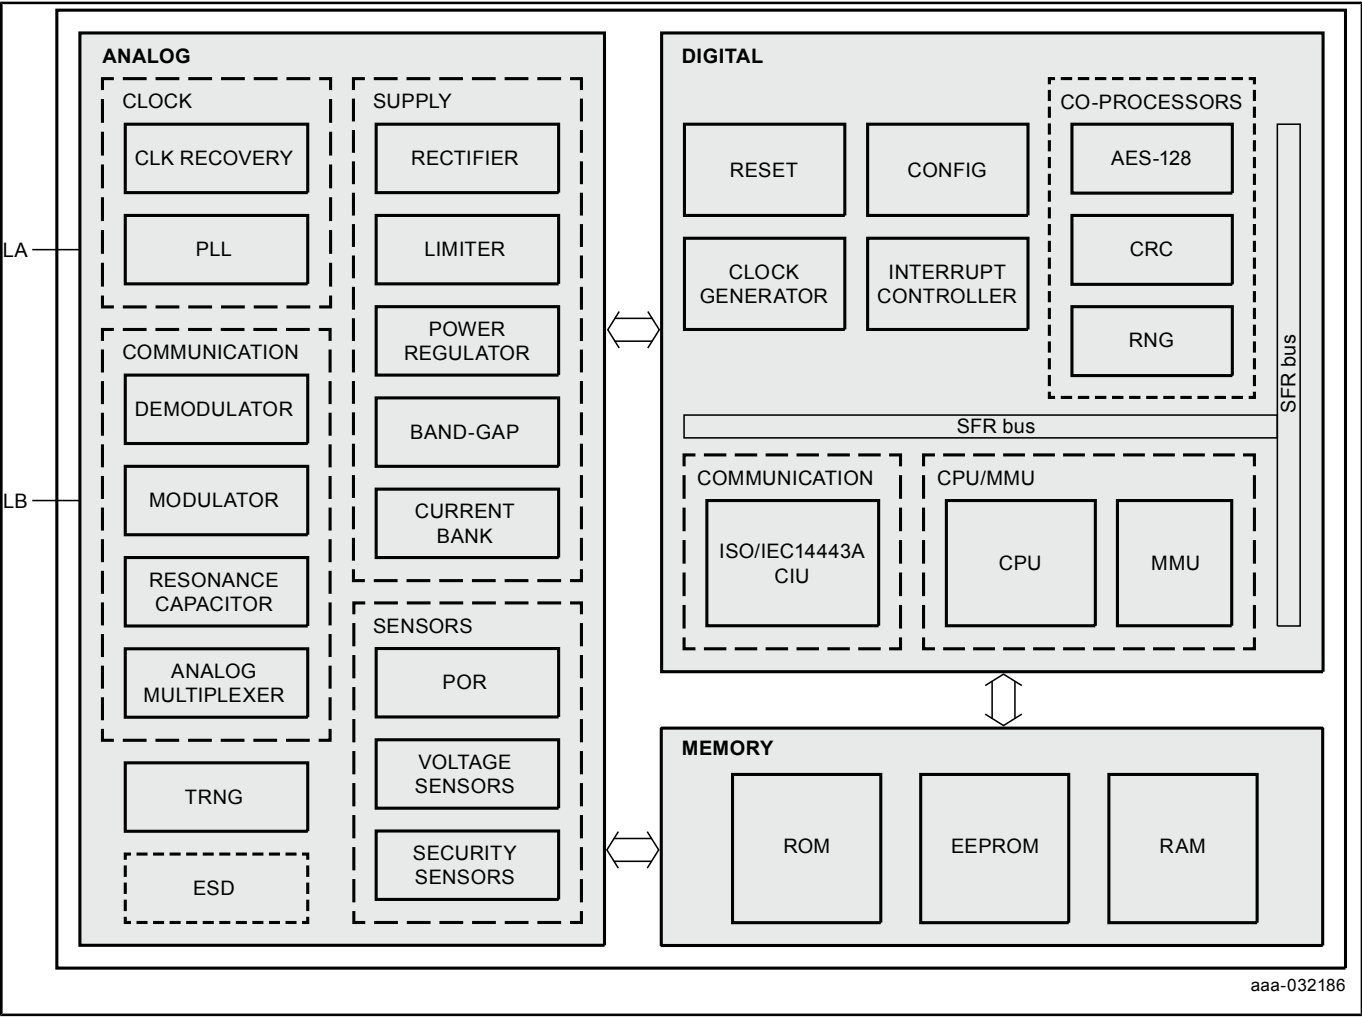 ANALOG
CLOCK
CLK RECOVERY
PLL
LA
COMMUNICATION
DEMODULATOR
MODULATOR
LB
RESONANCE
CAPACITOR
ANALOG
MULTIPLEXER
TRNG
ESD
SUPPLY
RECTIFIER
LIMITER
POWER
REGULATOR
BAND-GAP
CURRENT
BANK
SENSORS
POR
VOLTAGE
SENSORS
SECURITY
SENSORS
DIGITAL
RESET
CONFIG
CLOCK
GENERATOR
INTERRUPT
CONTROLLER
CO-PROCESSORS
AES-128
CRC
RNG
SFR bus
SFR bus
COMMUNICATION
ISO/IEC14443A
CIU
CPU/MMU
CPU
MMU
MEMORY
ROM
EEPROM
RAM
aaa-032186